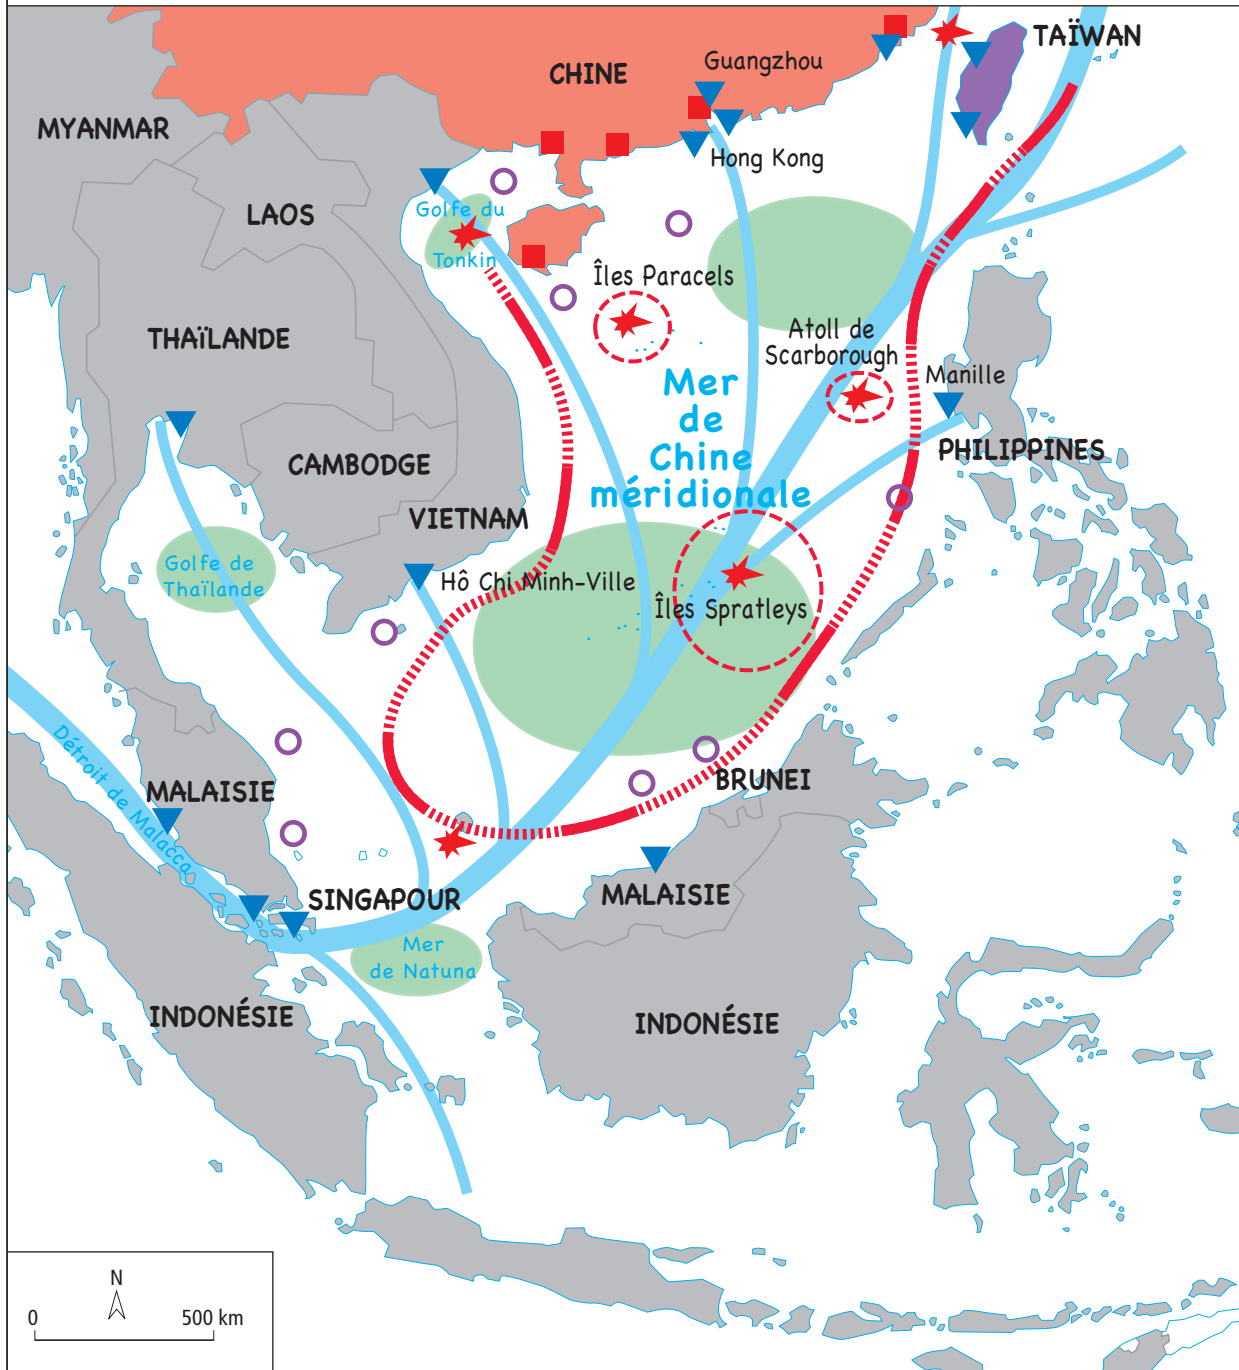 TAÏWAN
CHINE
Guangzhou
MYANMAR
Hong Kong
LAOS
Golfe du
Tonkin
Îles Paracels
THAÏLANDE
Atoll de
Scarborough
Manille
Mer
de
Chine
méridionale
PHILIPPINES
CAMBODGE
VIETNAM
Golfe de
Thaïlande
Hô Chi Minh-Ville
Îles Spratleys
Détroit de Malacca
MALAISIE
BRUNEI
SINGAPOUR
MALAISIE
Mer
de Natuna
INDONÉSIE
INDONÉSIE
N
0 500 km